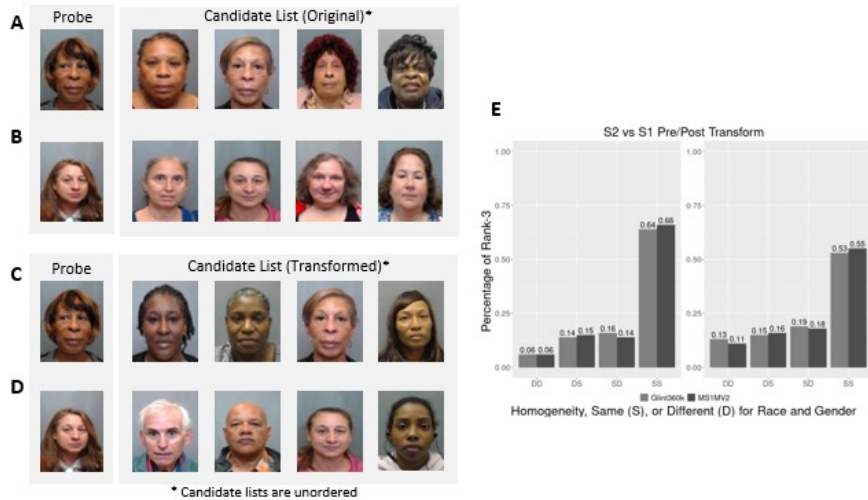 A
Probe
Candidate List (Original)*
B
C
Probe
Candidate List (Transformed)*
D
* Candidate lists are unordered
E
S2 vs S1 Pre/Post Transform
Percentage of Rank-3
1.00
0.75
0.50
0.25
0.00
0.06 0.06
0.14 0.15
0.16 0.14
0.64 0.66
DD DS SD SS
1.00
0.75
0.50
0.25
0.00
0.13 0.11
0.15 0.16
0.19 0.18
0.53 0.55
DD DS SD SS
Glint360k MS1MV2
Homogeneity, Same (S), or Different (D) for Race and Gender